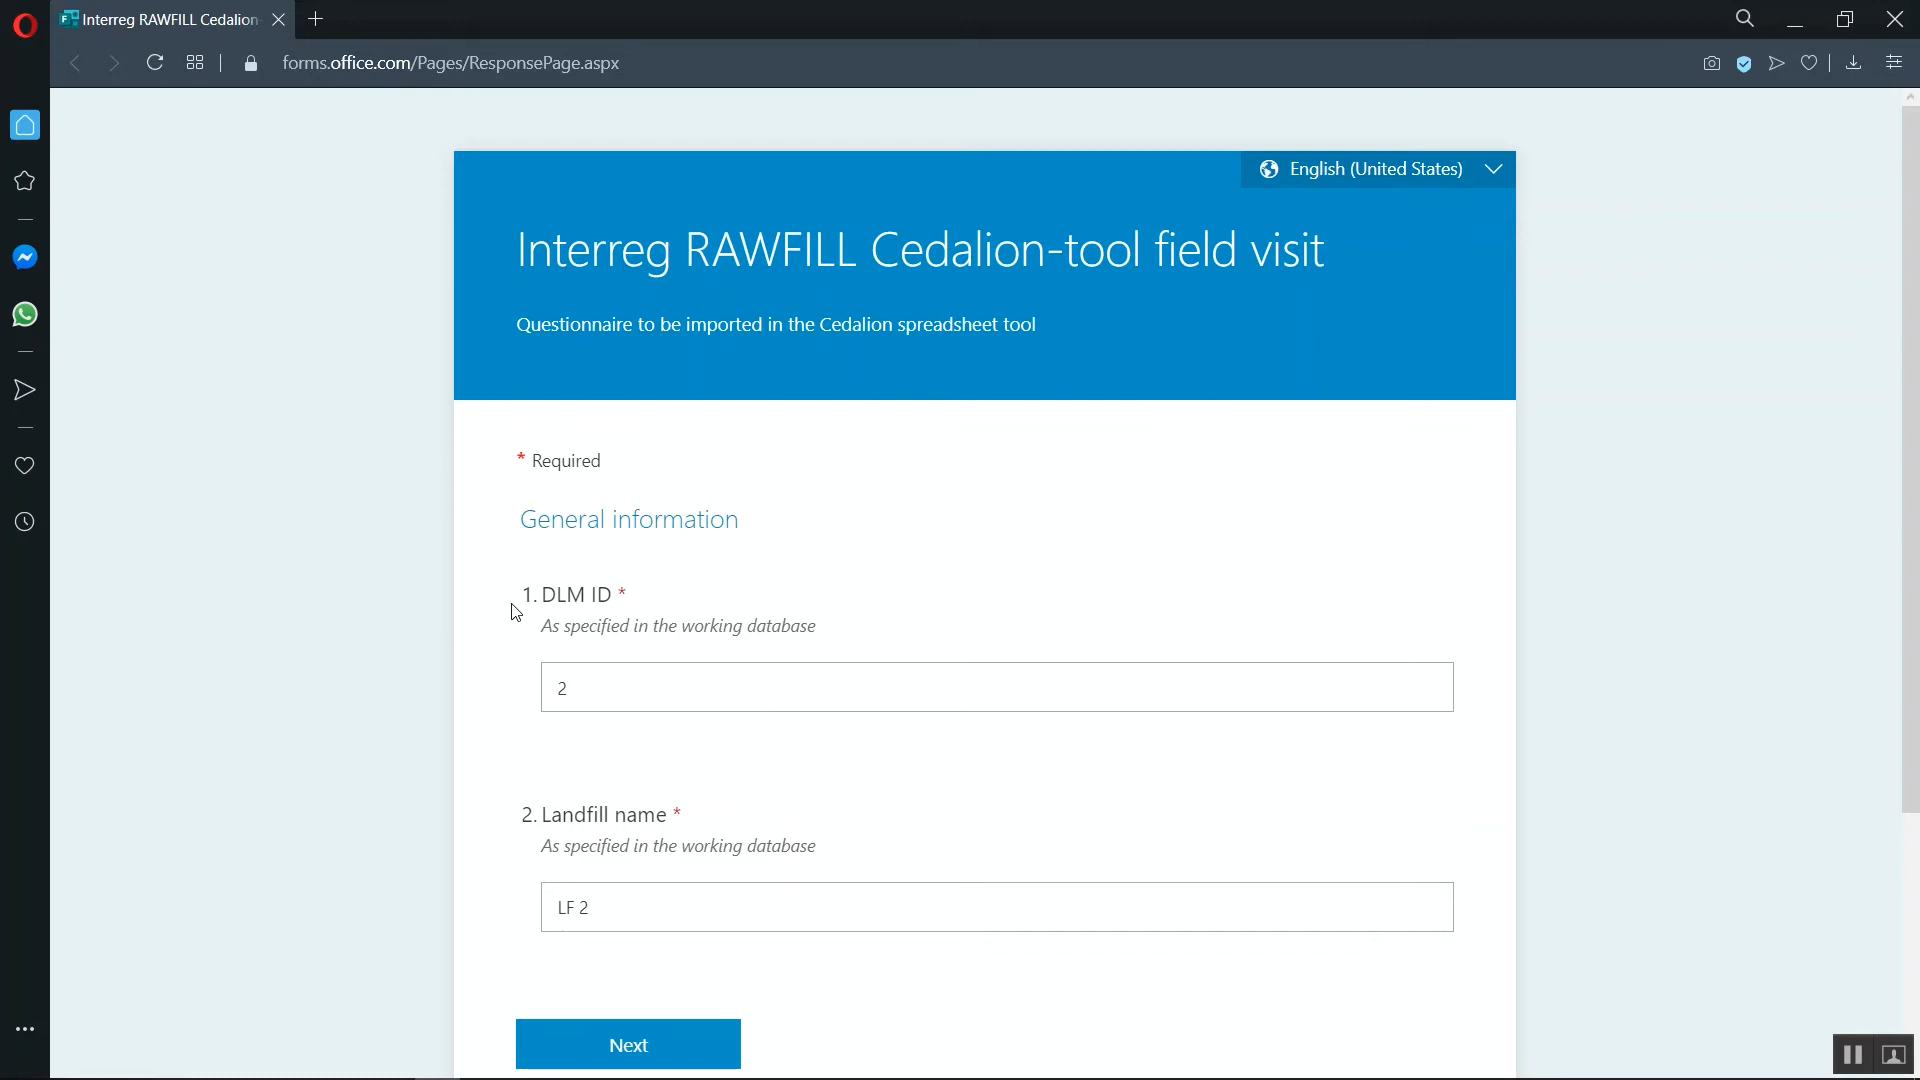 Interreg RAWFILL Cedalion
forms.office.com/Pages/ResponsePage.aspx
English (United States)
Interreg RAWFILL Cedalion-tool field visit
Questionnaire to be imported in the Cedalion spreadsheet tool
* Required
General information
1. DLM ID *
As specified in the working database
2
2. Landfill name *
As specified in the working database
LF 2
Next